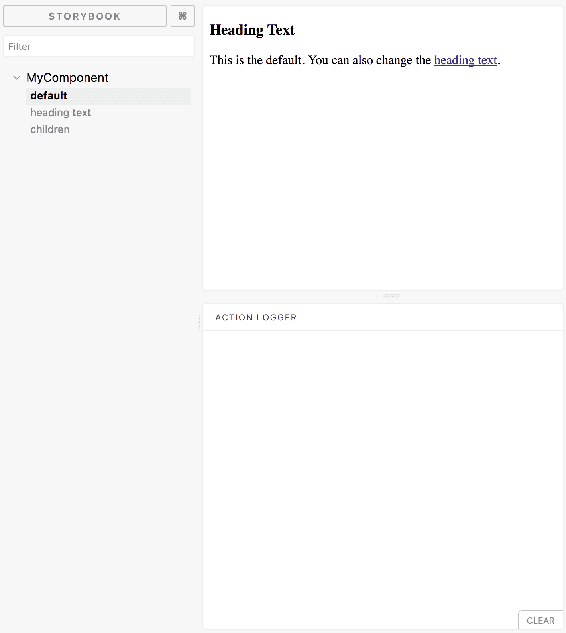 STORYBOOK
⌘
Filter
MyComponent
default
heading text
children
Heading Text
This is the default. You can also change the heading text.
ACTION LOGGER
CLEAR